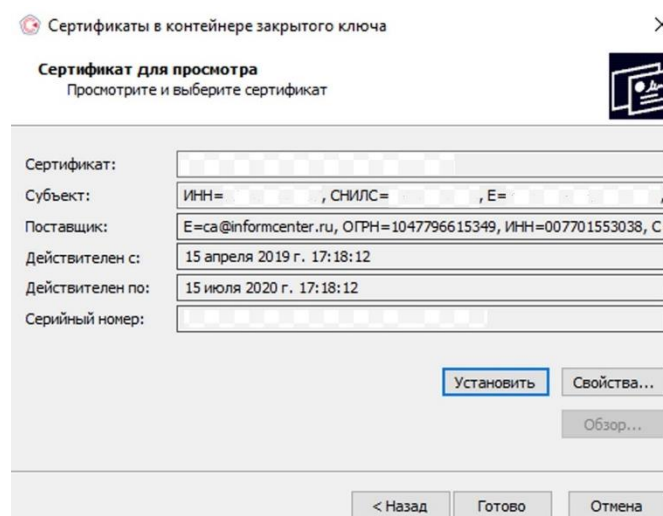 Сертификаты в контейнере закрытого ключа
Сертификат для просмотра
Просмотрите и выберите сертификат
Сертификат:
Субъект: ИНН= , СНИЛС= , E= ,
Поставщик: E=ca@informcenter.ru, ОГРН=1047796615349, ИНН=007701553038, C
Действителен с: 15 апреля 2019 г. 17:18:12
Действителен по: 15 июля 2020 г. 17:18:12
Серийный номер:
Установить Свойства...
Обзор...
< Назад Готово Отмена